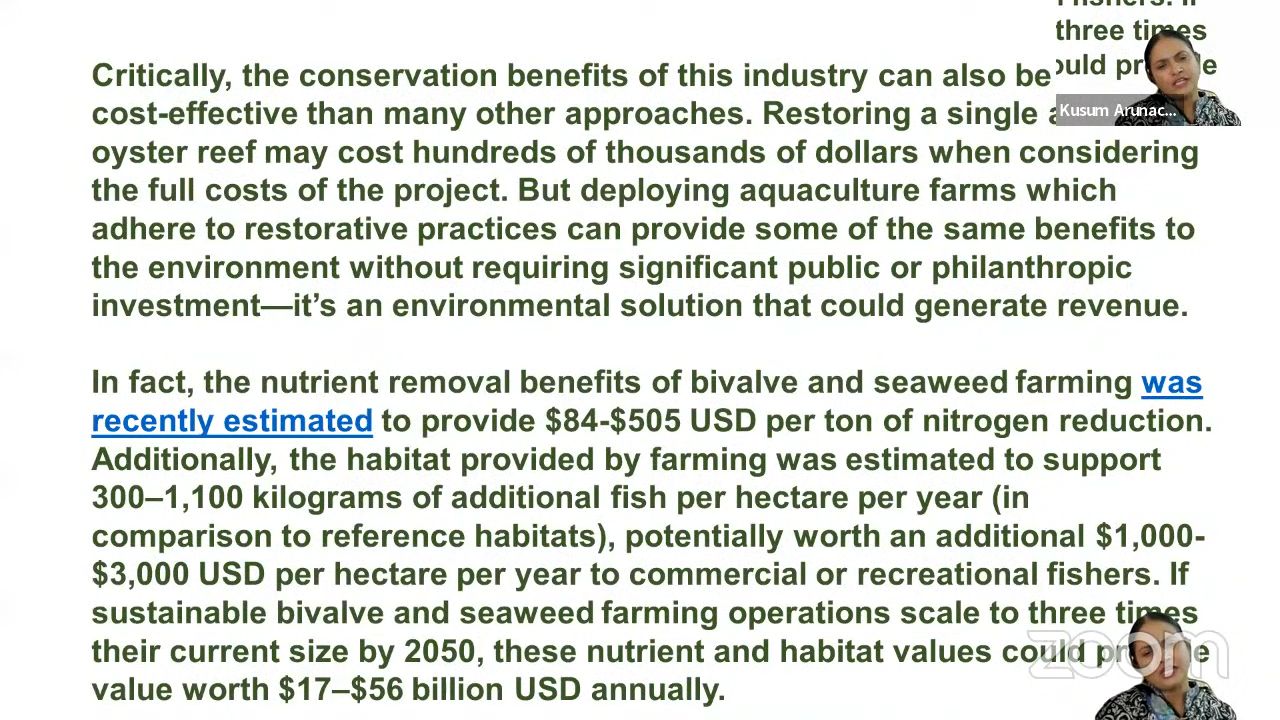 fishers. If
three times
ould pr e
Critically, the conservation benefits of this industry can also be
cost-effective than many other approaches. Restoring a single a
Kusum Arunac...
oyster reef may cost hundreds of thousands of dollars when considering
the full costs of the project. But deploying aquaculture farms which
adhere to restorative practices can provide some of the same benefits to
the environment without requiring significant public or philanthropic
investment—it’s an environmental solution that could generate revenue.
In fact, the nutrient removal benefits of bivalve and seaweed farming was
recently estimated to provide $84-$505 USD per ton of nitrogen reduction.
Additionally, the habitat provided by farming was estimated to support
300–1,100 kilograms of additional fish per hectare per year (in
comparison to reference habitats), potentially worth an additional $1,000-
$3,000 USD per hectare per year to commercial or recreational fishers. If
sustainable bivalve and seaweed farming operations scale to three times
their current size by 2050, these nutrient and habitat values could pr e
zoom
value worth $17–$56 billion USD annually.